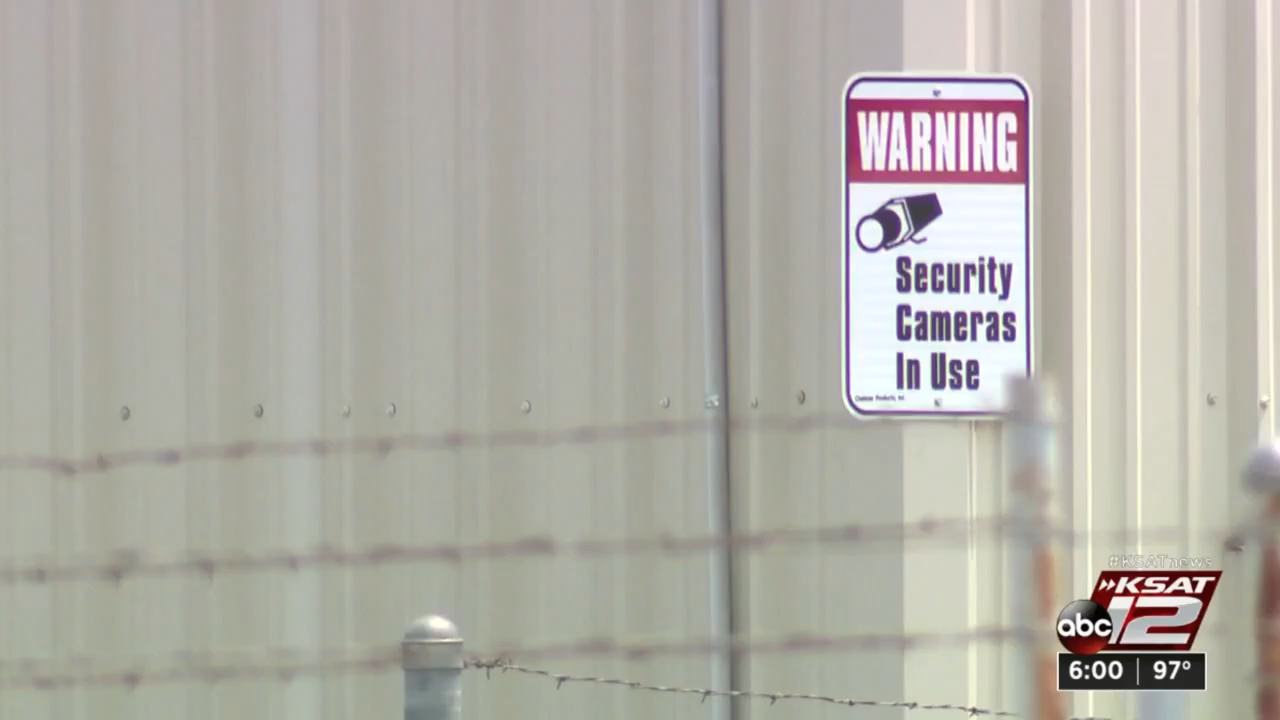 WARNING
Security
Cameras
In Use
#KSATnews
KSAT
abc 12
6:00 | 97°